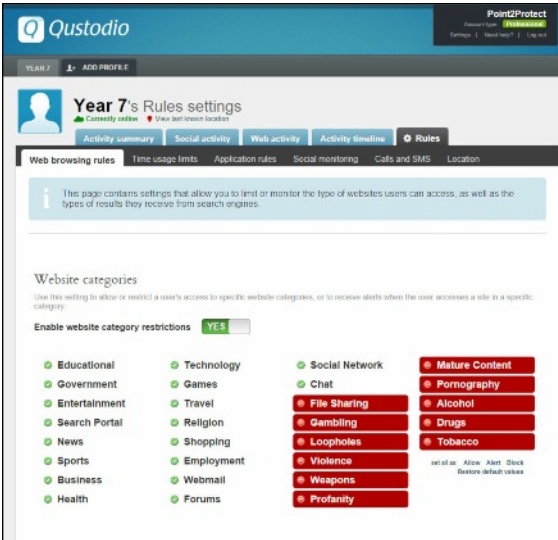 Qustodio
Point2Protect
Account type: Professional
Settings | Need help? | Log out
YEAR 7 ADD PROFILE
Year 7's Rules settings
Currently online View last known location
Activity summary Social activity Web activity Activity timeline Rules
Web browsing rules Time usage limits Application rules Social monitoring Calls and SMS Location
This page contains settings that allow you to limit or monitor the type of websites users can access, as well as the
types of results they receive from search engines.
Website categories
Use this setting to allow or restrict a user's access to specific website categories, or to receive alerts when the user accesses a site in a specific
category.
Enable website category restrictions YES
Educational Technology Social Network Mature Content
Government Games Chat Pornography
Entertainment Travel File Sharing Alcohol
Search Portal Religion Gambling Drugs
News Shopping Loopholes Tobacco
Sports Employment Violence set all as Allow Alert Block
Business Webmail Weapons Restore default values
Health Forums Profanity